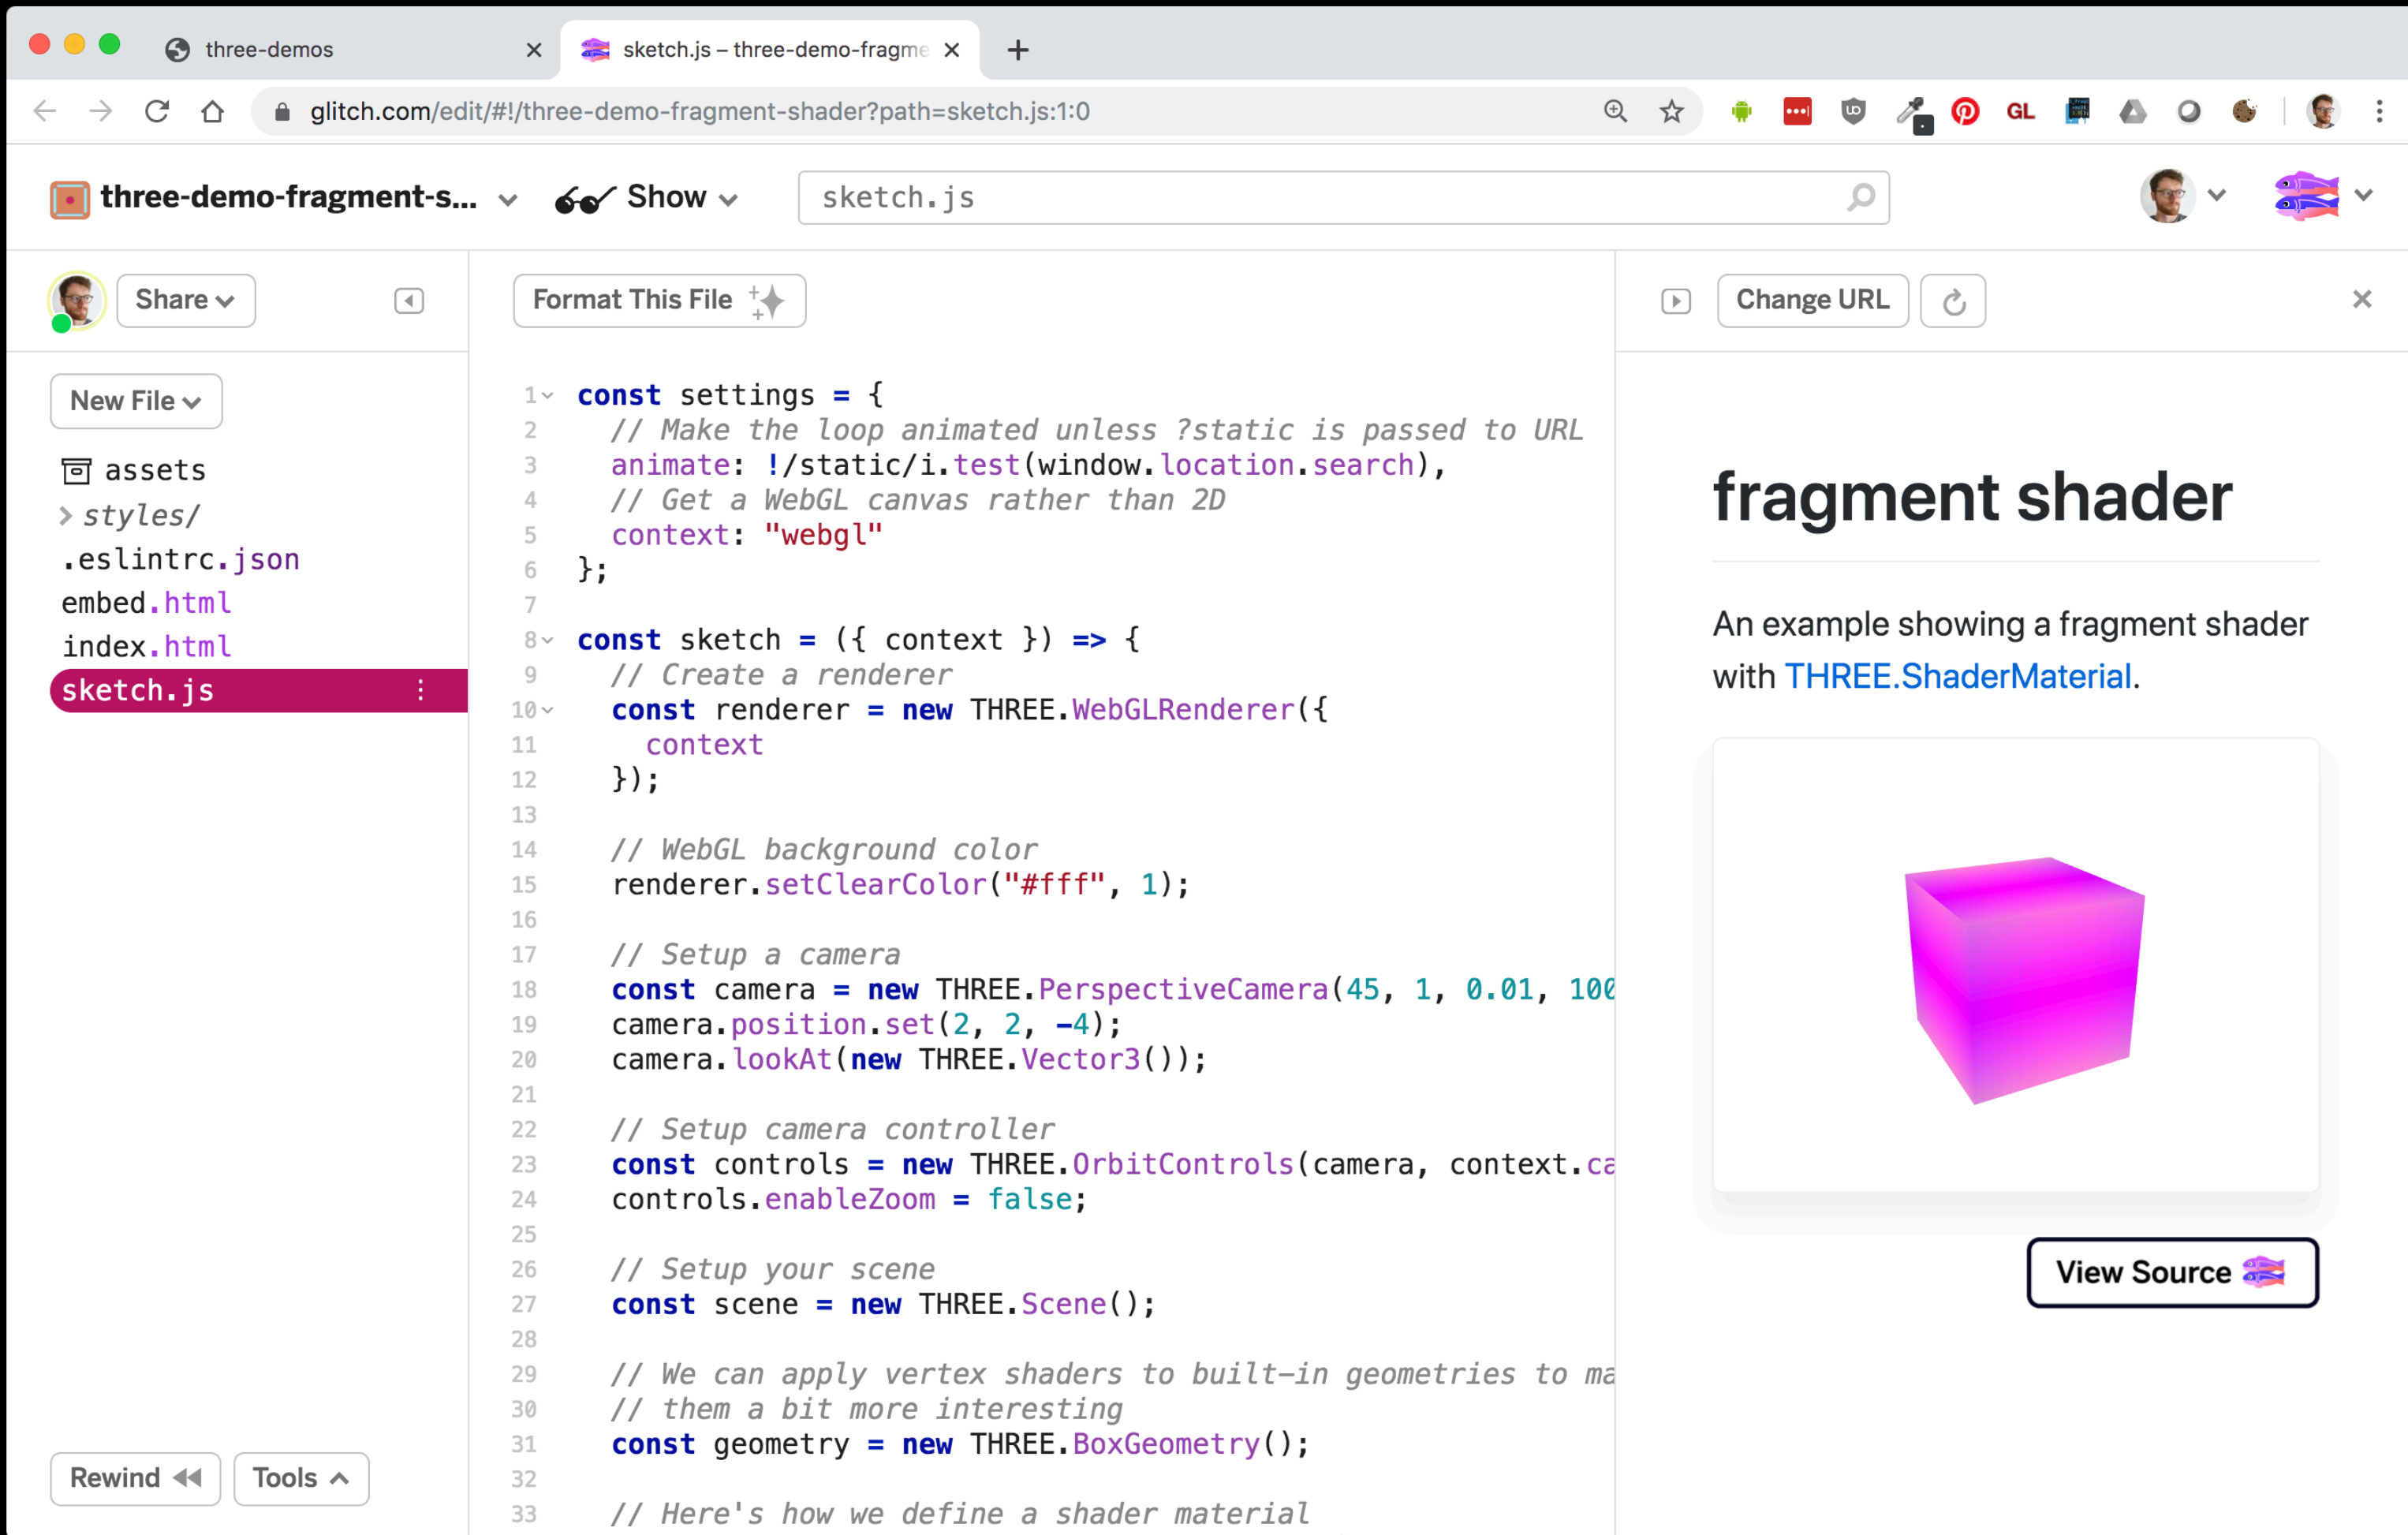 three-demos
sketch.js – three-demo-fragme
glitch.com/edit/#!/three-demo-fragment-shader?path=sketch.js:1:0
GL
three-demo-fragment-s...
Show
sketch.js
Share
Format This File
Change URL
New File
assets
styles/
.eslintrc.json
embed.html
index.html
sketch.js
Rewind
Tools
1 const settings = {
2 // Make the loop animated unless ?static is passed to URL
3 animate: !/static/i.test(window.location.search),
4 // Get a WebGL canvas rather than 2D
5 context: "webgl"
6 };
7
8 const sketch = ({ context }) => {
9 // Create a renderer
10 const renderer = new THREE.WebGLRenderer({
11 context
12 });
13
14 // WebGL background color
15 renderer.setClearColor("#fff", 1);
16
17 // Setup a camera
18 const camera = new THREE.PerspectiveCamera(45, 1, 0.01, 100
19 camera.position.set(2, 2, -4);
20 camera.lookAt(new THREE.Vector3());
21
22 // Setup camera controller
23 const controls = new THREE.OrbitControls(camera, context.ca
24 controls.enableZoom = false;
25
26 // Setup your scene
27 const scene = new THREE.Scene();
28
29 // We can apply vertex shaders to built-in geometries to ma
30 // them a bit more interesting
31 const geometry = new THREE.BoxGeometry();
32
33 // Here's how we define a shader material
fragment shader
An example showing a fragment shader
with THREE.ShaderMaterial.
View Source